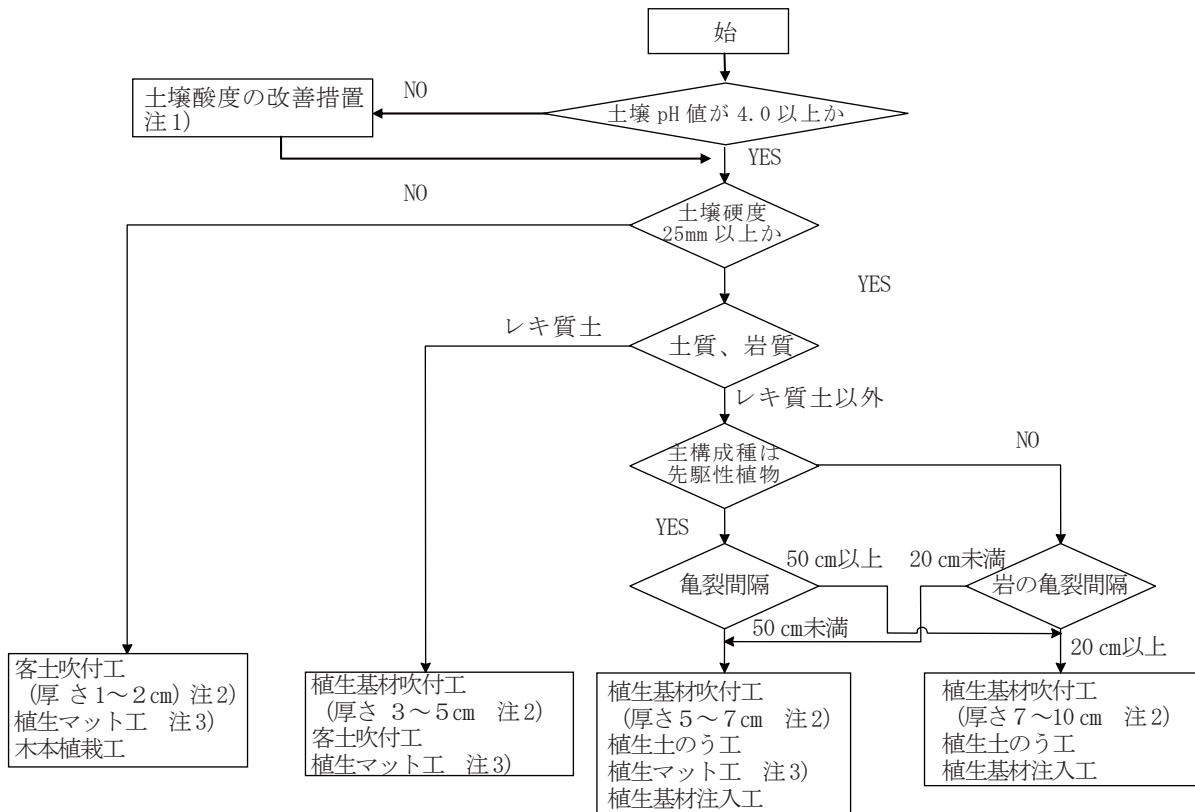 始
土壌 pH 値が 4.0 以上か
NO
土壌酸度の改善措置
注1)
YES
NO
土壌硬度
25mm 以上か
YES
レキ質土
土質、岩質
レキ質土以外
主構成種は
先駆性植物
NO
YES
50 cm以上
20 cm未満
亀裂間隔
岩の亀裂間隔
50 cm未満
20 cm以上
客土吹付工
(厚 さ1～2cm) 注2)
植生マット工 注3)
木本植栽工
植生基材吹付工
(厚さ 3～5cm 注2)
客土吹付工
植生マット工 注3)
植生基材吹付工
(厚さ5～7cm 注2)
植生土のう工
植生マット工 注3)
植生基材注入工
植生基材吹付工
(厚さ7～10 cm 注2)
植生土のう工
植生基材注入工